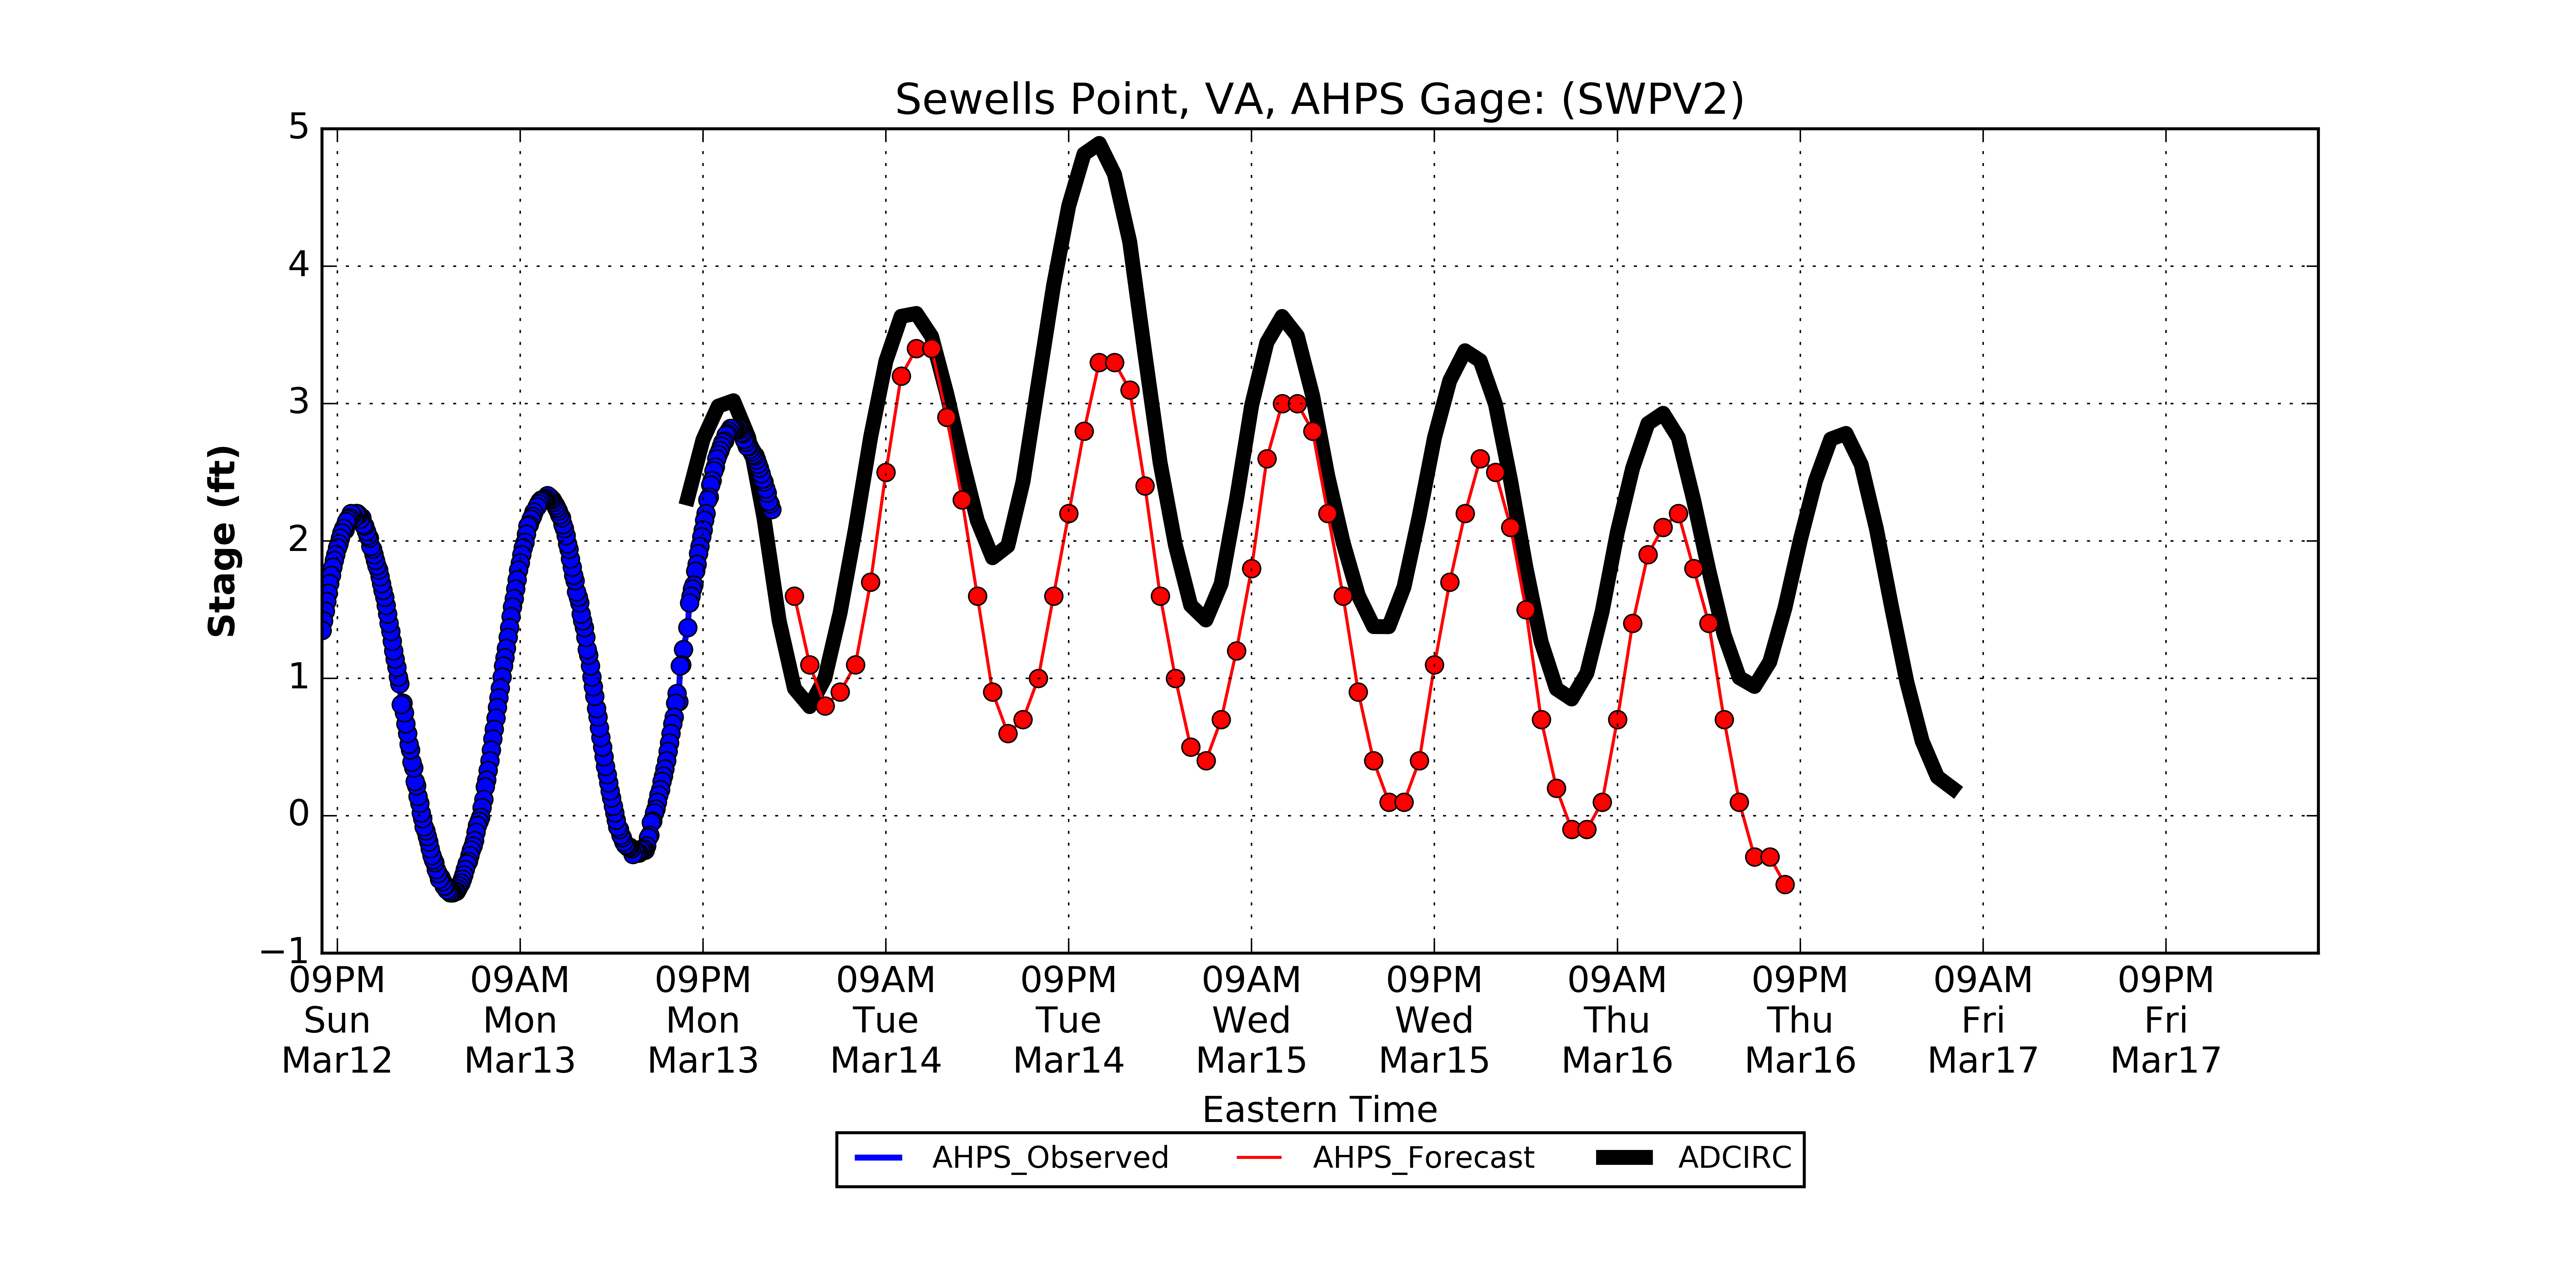 Sewells Point, VA, AHPS Gage: (SWPV2)
5
4
3
2
1
0
−1
Stage (ft)
09PM 09AM 09PM 09AM 09PM 09AM 09PM 09AM 09PM 09AM 09PM
Sun Mon Mon Tue Tue Wed Wed Thu Thu Fri Fri
Mar12 Mar13 Mar13 Mar14 Mar14 Mar15 Mar15 Mar16 Mar16 Mar17 Mar17
Eastern Time
AHPS_Observed AHPS_Forecast ADCIRC